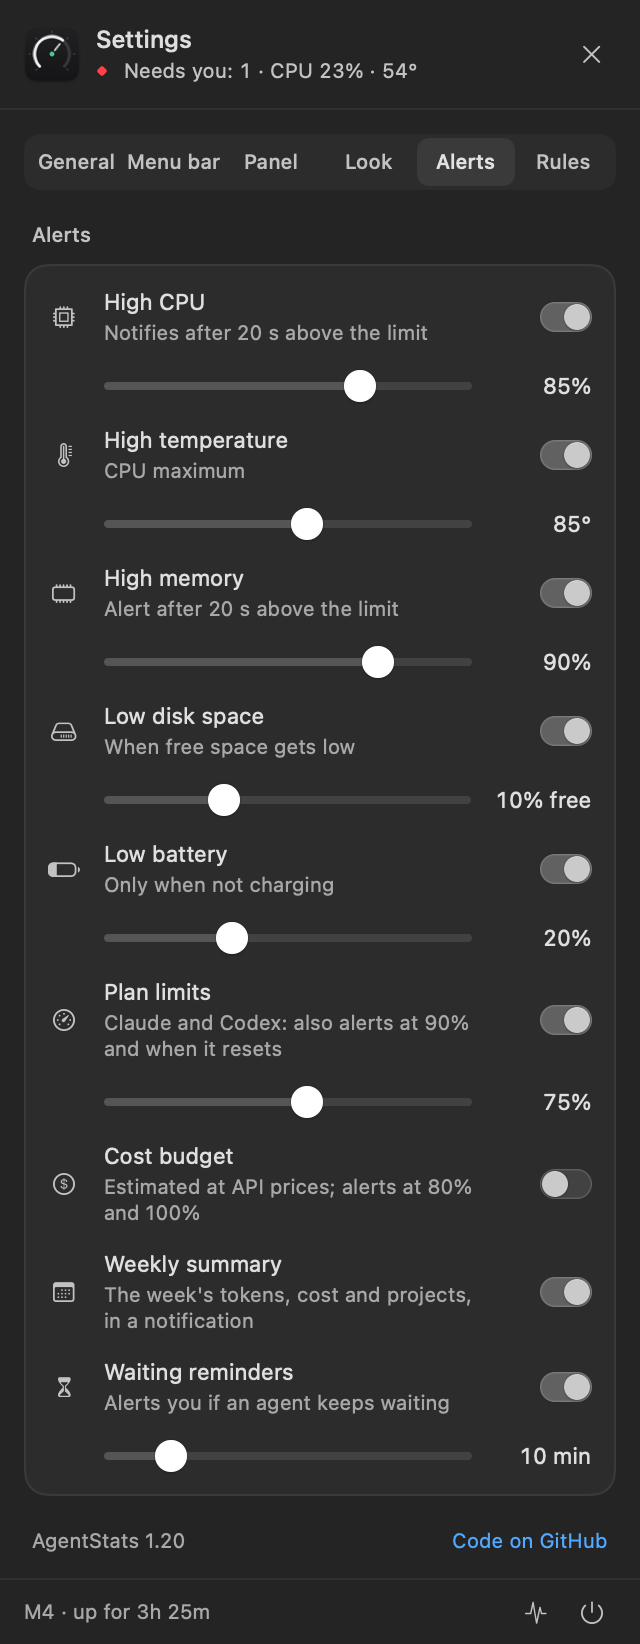 Settings
Needs you: 1 · CPU 23% · 54°
General Menu bar Panel Look Alerts Rules
Alerts
High CPU
Notifies after 20 s above the limit
85%
High temperature
CPU maximum
85°
High memory
Alert after 20 s above the limit
90%
Low disk space
When free space gets low
10% free
Low battery
Only when not charging
20%
Plan limits
Claude and Codex: also alerts at 90%
and when it resets
75%
Cost budget
Estimated at API prices; alerts at 80%
and 100%
Weekly summary
The week's tokens, cost and projects,
in a notification
Waiting reminders
Alerts you if an agent keeps waiting
10 min
AgentStats 1.20 Code on GitHub
M4 · up for 3h 25m